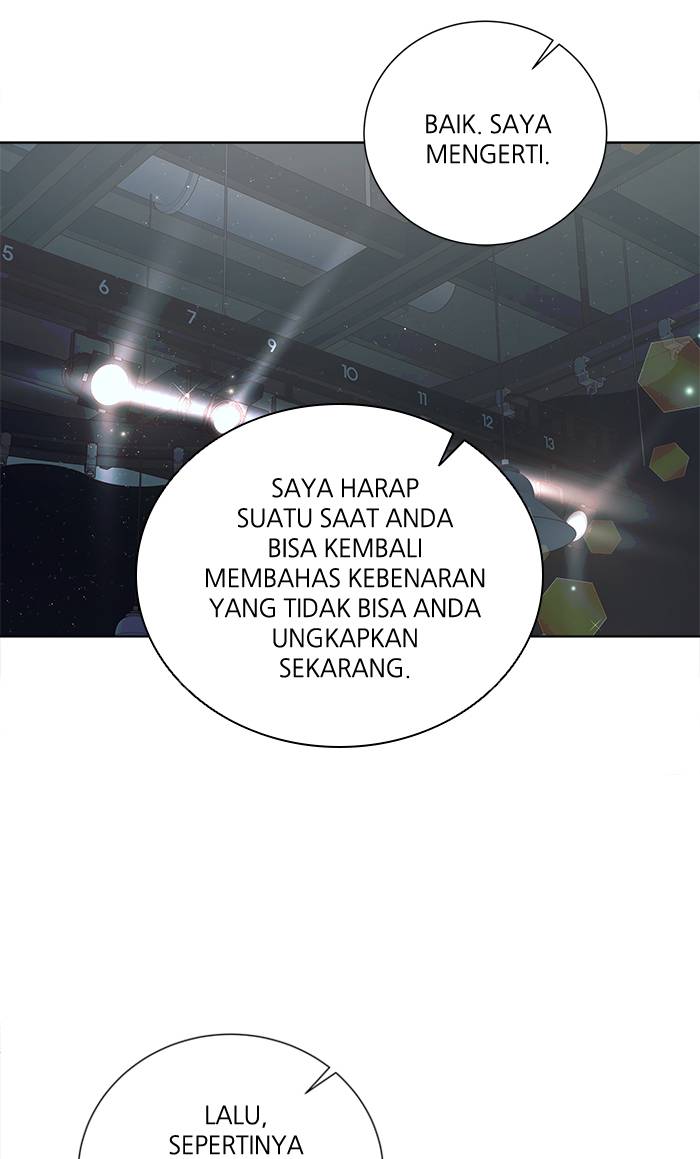 BAIK. SAYA
MENGERTI.
5
6
7
8
9
10
11
12
13
SAYA HARAP
SUATU SAAT ANDA
BISA KEMBALI
MEMBAHAS KEBENARAN
YANG TIDAK BISA ANDA
UNGKAPKAN
SEKARANG.
LALU,
SEPERTINYA